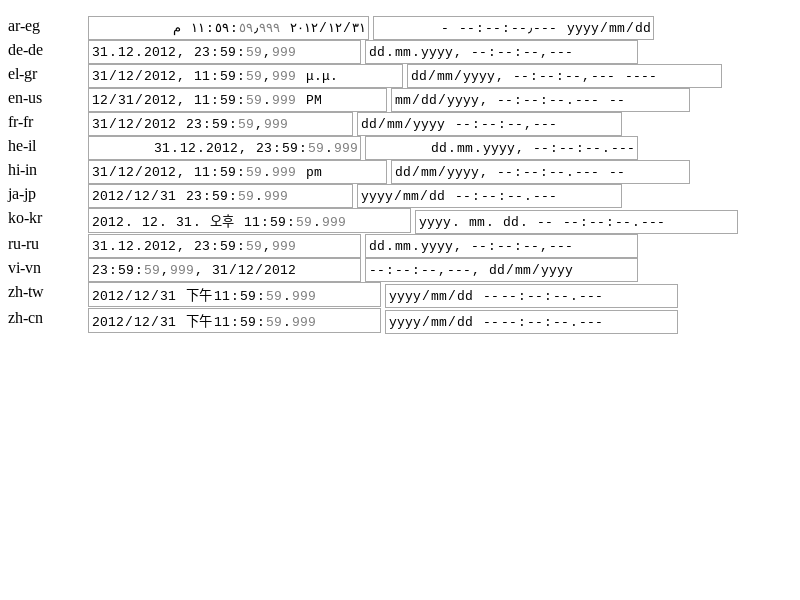 ar-eg ٢٠١٢/١٢/٣١ ١١:٥٩:٥٩٫٩٩٩ م yyyy/mm/dd --:--:--٫--- -
de-de 31.12.2012, 23:59:59,999 dd.mm.yyyy, --:--:--,---
el-gr 31/12/2012, 11:59:59,999 μ.μ. dd/mm/yyyy, --:--:--,--- ----
en-us 12/31/2012, 11:59:59.999 PM mm/dd/yyyy, --:--:--.--- --
fr-fr 31/12/2012 23:59:59,999 dd/mm/yyyy --:--:--,---
he-il 31.12.2012, 23:59:59.999 dd.mm.yyyy, --:--:--.---
hi-in 31/12/2012, 11:59:59.999 pm dd/mm/yyyy, --:--:--.--- --
ja-jp 2012/12/31 23:59:59.999 yyyy/mm/dd --:--:--.---
ko-kr 2012. 12. 31. 오후 11:59:59.999 yyyy. mm. dd. -- --:--:--.---
ru-ru 31.12.2012, 23:59:59,999 dd.mm.yyyy, --:--:--,---
vi-vn 23:59:59,999, 31/12/2012 --:--:--,---, dd/mm/yyyy
zh-tw 2012/12/31 下午11:59:59.999 yyyy/mm/dd ----:--:--.---
zh-cn 2012/12/31 下午11:59:59.999 yyyy/mm/dd ----:--:--.---